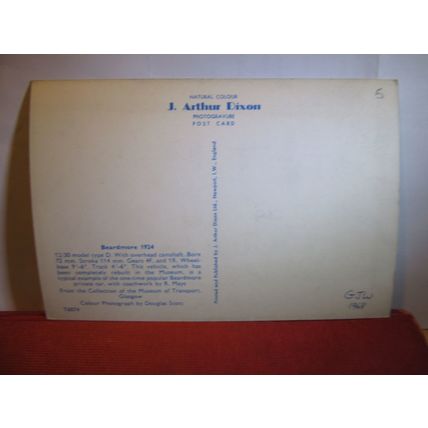 NATURAL COLOUR
J. Arthur Dixon
PHOTOGRAVURE
POST CARD
5
Beardmore 1924
12/30 model type D. With overhead camshaft. Bore
72 mm. Stroke 114 mm. Gears 4F. and 1R. Wheel-
base 9'-6". Track 4'-6". This vehicle, which has
been completely rebuilt in the Museum, is a
typical example of the one-time popular Beardmore
private car, with coachwork by R. Mays
From the Collection of the Museum of Transport,
Glasgow
Colour Photograph by Douglas Scott
Printed and Published by J. Arthur Dixon Ltd., Newport, I.W., England
GJW
1968